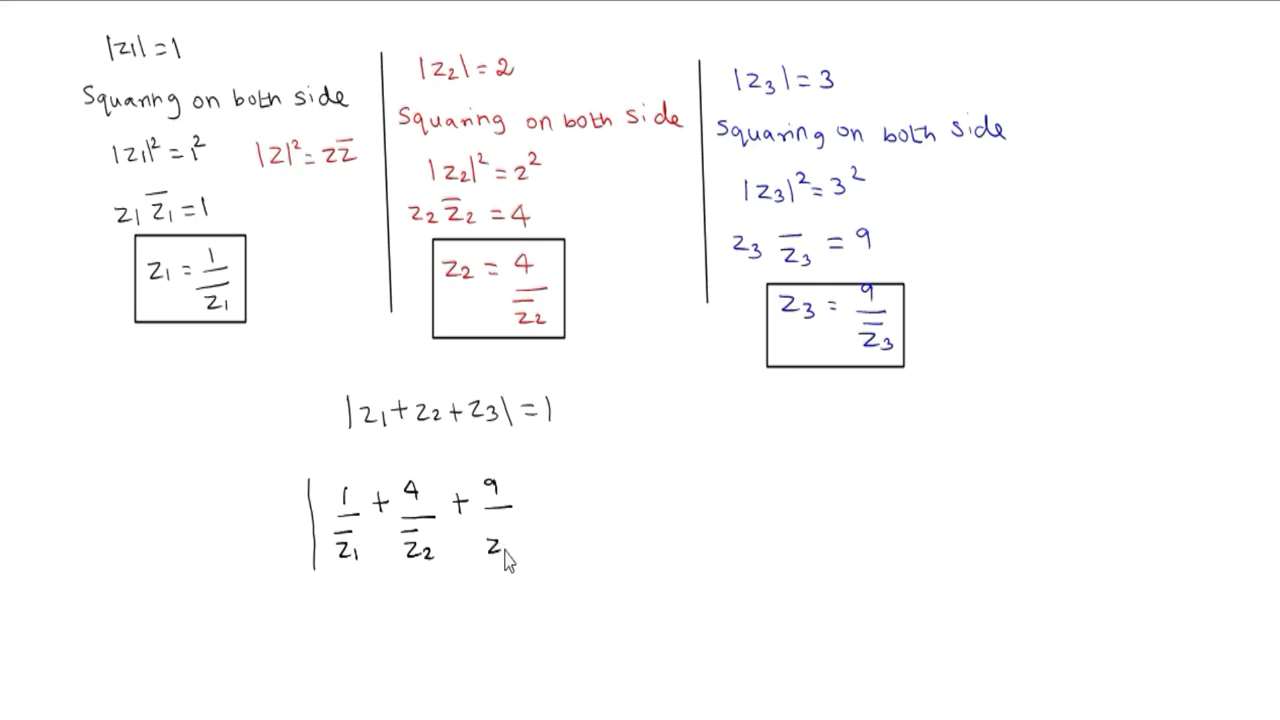 |z₁| = 1
Squaring on both side
|z₁|² = 1² |z|² = z z̅
z₁ z̅₁ = 1
z₁ = 1/z̅₁
|z₂| = 2
Squaring on both side
|z₂|² = 2²
z₂ z̅₂ = 4
z₂ = 4/z̅₂
|z₃| = 3
Squaring on both side
|z₃|² = 3²
z₃ z̅₃ = 9
z₃ = 9/z̅₃
|z₁ + z₂ + z₃| = 1
| 1/z̅₁ + 4/z̅₂ + 9/z